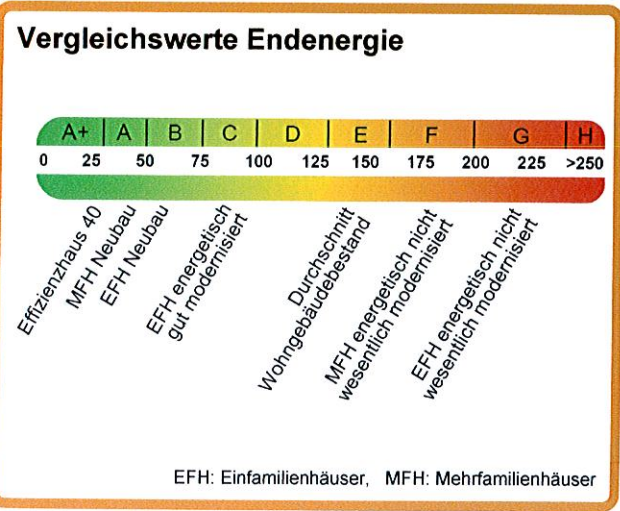 Vergleichswerte Endenergie
A+ A B C D E F G H
0 25 50 75 100 125 150 175 200 225 >250
Effizienzhaus 40
MFH Neubau
EFH Neubau
EFH energetisch
gut modernisiert
Durchschnitt
Wohngebäudebestand
MFH energetisch nicht
wesentlich modernisiert
EFH energetisch nicht
wesentlich modernisiert
EFH: Einfamilienhäuser, MFH: Mehrfamilienhäuser